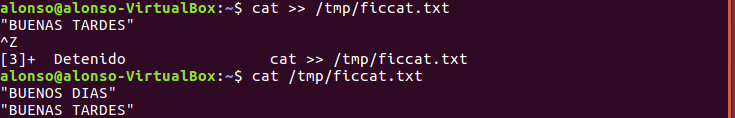 alonso@alonso-VirtualBox:~$ cat >> /tmp/ficcat.txt
"BUENAS TARDES"
^Z
[3]+  Detenido                cat >> /tmp/ficcat.txt
alonso@alonso-VirtualBox:~$ cat /tmp/ficcat.txt
"BUENOS DIAS"
"BUENAS TARDES"